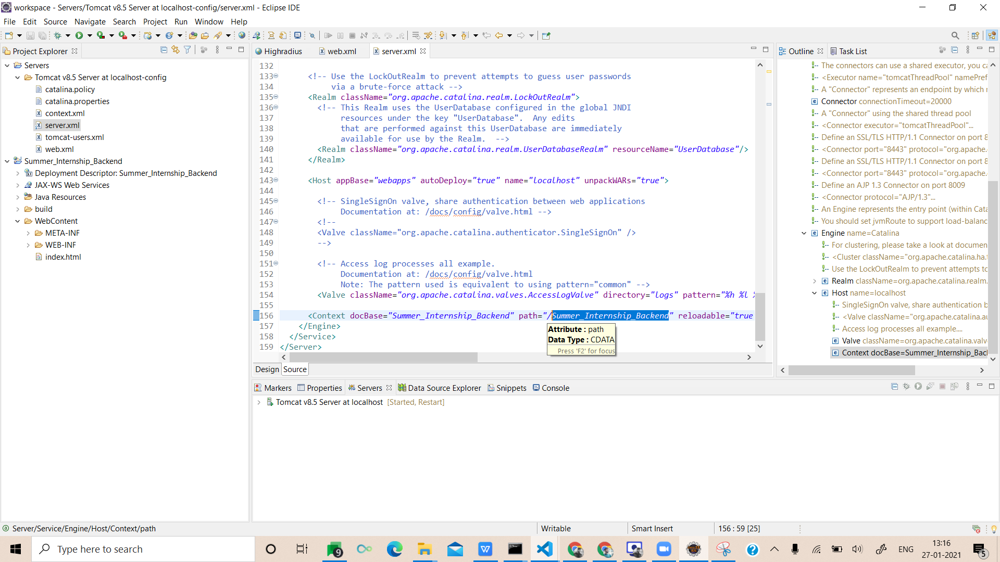 workspace - Servers/Tomcat v8.5 Server at localhost-config/server.xml - Eclipse IDE
File Edit Source Navigate Search Project Run Window Help
Project Explorer
Servers
Tomcat v8.5 Server at localhost-config
catalina.policy
catalina.properties
context.xml
server.xml
tomcat-users.xml
web.xml
Summer_Internship_Backend
Deployment Descriptor: Summer_Internship_Backend
JAX-WS Web Services
Java Resources
build
WebContent
META-INF
WEB-INF
index.html
Highradius web.xml server.xml
132
133 <!-- Use the LockOutRealm to prevent attempts to guess user passwords
134 via a brute-force attack -->
135 <Realm className="org.apache.catalina.realm.LockOutRealm">
136 <!-- This Realm uses the UserDatabase configured in the global JNDI
137 resources under the key "UserDatabase". Any edits
138 that are performed against this UserDatabase are immediately
139 available for use by the Realm. -->
140 <Realm className="org.apache.catalina.realm.UserDatabaseRealm" resourceName="UserDatabase"/>
141 </Realm>
142
143 <Host appBase="webapps" autoDeploy="true" name="localhost" unpackWARs="true">
144
145 <!-- SingleSignOn valve, share authentication between web applications
146 Documentation at: /docs/config/valve.html -->
147 <!--
148 <Valve className="org.apache.catalina.authenticator.SingleSignOn" />
149 -->
150
151 <!-- Access log processes all example.
152 Documentation at: /docs/config/valve.html
153 Note: The pattern used is equivalent to using pattern="common" -->
154 <Valve className="org.apache.catalina.valves.AccessLogValve" directory="logs" pattern="%h %l
155
156 <Context docBase="Summer_Internship_Backend" path="/Summer_Internship_Backend" reloadable="true
157 </Engine>
158 </Service>
159 </Server>
Attribute : path
Data Type : CDATA
Press 'F2' for focus
Design Source
Outline Task List
The connectors can use a shared executor, you ca
<Executor name="tomcatThreadPool" namePref
A "Connector" represents an endpoint by which r
Connector connectionTimeout=20000
A "Connector" using the shared thread pool
<Connector executor="tomcatThreadPool"...
Define an SSL/TLS HTTP/1.1 Connector on port 8
<Connector port="8443" protocol="org.apache.
Define an SSL/TLS HTTP/1.1 Connector on port 8
<Connector port="8443" protocol="org.apache.
Define an AJP 1.3 Connector on port 8009
<Connector protocol="AJP/1.3"...
An Engine represents the entry point (within Cata
You should set jvmRoute to support load-balanc
Engine name=Catalina
For clustering, please take a look at documen
<Cluster className="org.apache.catalina.ha.
Use the LockOutRealm to prevent attempts to
Realm className=org.apache.catalina.realm.
Host name=localhost
SingleSignOn valve, share authentication b
<Valve className="org.apache.catalina.au
Access log processes all example....
Valve className=org.apache.catalina.valv
Context docBase=Summer_Internship_Bac
Markers Properties Servers Data Source Explorer Snippets Console
Tomcat v8.5 Server at localhost [Started, Restart]
Server/Service/Engine/Host/Context/path
Writable
Smart Insert
156 : 59 [25]
Type here to search
9
ENG
13:16
27-01-2021
5